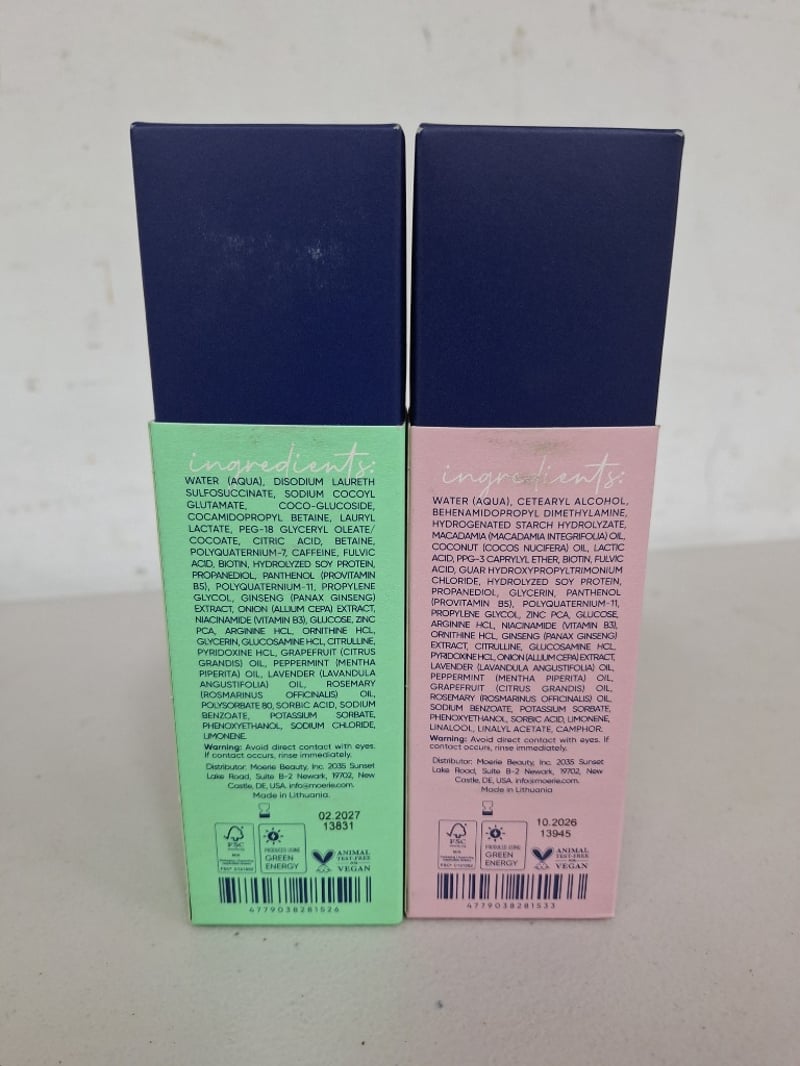 ingredients:
WATER (AQUA), DISODIUM LAURETH
SULFOSUCCINATE, SODIUM COCOYL
GLUTAMATE, COCO-GLUCOSIDE,
COCAMIDOPROPYL BETAINE, LAURYL
LACTATE, PEG-18 GLYCERYL OLEATE/
COCOATE, CITRIC ACID, BETAINE,
POLYQUATERNIUM-7, CAFFEINE, FULVIC
ACID, BIOTIN, HYDROLYZED SOY PROTEIN,
PROPANEDIOL, PANTHENOL (PROVITAMIN
B5), POLYQUATERNIUM-11, PROPYLENE
GLYCOL, GINSENG (PANAX GINSENG)
EXTRACT, ONION (ALLIUM CEPA) EXTRACT,
NIACINAMIDE (VITAMIN B3), GLUCOSE, ZINC
PCA, ARGININE HCL, ORNITHINE HCL,
GLYCERIN, GLUCOSAMINE HCL, CITRULLINE,
PYRIDOXINE HCL, GRAPEFRUIT (CITRUS
GRANDIS) OIL, PEPPERMINT (MENTHA
PIPERITA) OIL, LAVENDER (LAVANDULA
ANGUSTIFOLIA) OIL, ROSEMARY
(ROSMARINUS OFFICINALIS) OIL,
POLYSORBATE 80, SORBIC ACID, SODIUM
BENZOATE, POTASSIUM SORBATE,
PHENOXYETHANOL, SODIUM CHLORIDE,
LIMONENE.
Warning: Avoid direct contact with eyes.
If contact occurs, rinse immediately.
Distributor: Moerie Beauty, Inc. 2035 Sunset
Lake Road, Suite B-2 Newark, 19702, New
Castle, DE, USA. info@moerie.com.
Made in Lithuania.
02.2027
13831
FSC
MIX
PRODUCED USING
GREEN
ENERGY
ANIMAL
TEST-FREE
VEGAN
4779038281526
ingredients:
WATER (AQUA), CETEARYL ALCOHOL,
BEHENAMIDOPROPYL DIMETHYLAMINE,
HYDROGENATED STARCH HYDROLYZATE,
MACADAMIA (MACADAMIA INTEGRIFOLIA) OIL,
COCONUT (COCOS NUCIFERA) OIL, LACTIC
ACID, PPG-3 CAPRYLYL ETHER, BIOTIN, FULVIC
ACID, GUAR HYDROXYPROPYLTRIMONIUM
CHLORIDE, HYDROLYZED SOY PROTEIN,
PROPANEDIOL, GLYCERIN, PANTHENOL
(PROVITAMIN B5), POLYQUATERNIUM-11,
PROPYLENE GLYCOL, ZINC PCA, GLUCOSE,
ARGININE HCL, NIACINAMIDE (VITAMIN B3),
ORNITHINE HCL, GINSENG (PANAX GINSENG)
EXTRACT, CITRULLINE, GLUCOSAMINE HCL,
PYRIDOXINE HCL, ONION (ALLIUM CEPA) EXTRACT,
LAVENDER (LAVANDULA ANGUSTIFOLIA) OIL,
PEPPERMINT (MENTHA PIPERITA) OIL,
GRAPEFRUIT (CITRUS GRANDIS) OIL,
ROSEMARY (ROSMARINUS OFFICINALIS) OIL,
SODIUM BENZOATE, POTASSIUM SORBATE,
PHENOXYETHANOL, SORBIC ACID, LIMONENE,
LINALOOL, LINALYL ACETATE, CAMPHOR.
Warning: Avoid direct contact with eyes. If
contact occurs, rinse immediately.
Distributor: Moerie Beauty, Inc. 2035 Sunset
Lake Road, Suite B-2 Newark, 19702, New
Castle, DE, USA. info@moerie.com.
Made in Lithuania
10.2026
13945
FSC
MIX
PRODUCED USING
GREEN
ENERGY
ANIMAL
TEST-FREE
VEGAN
4779038281533